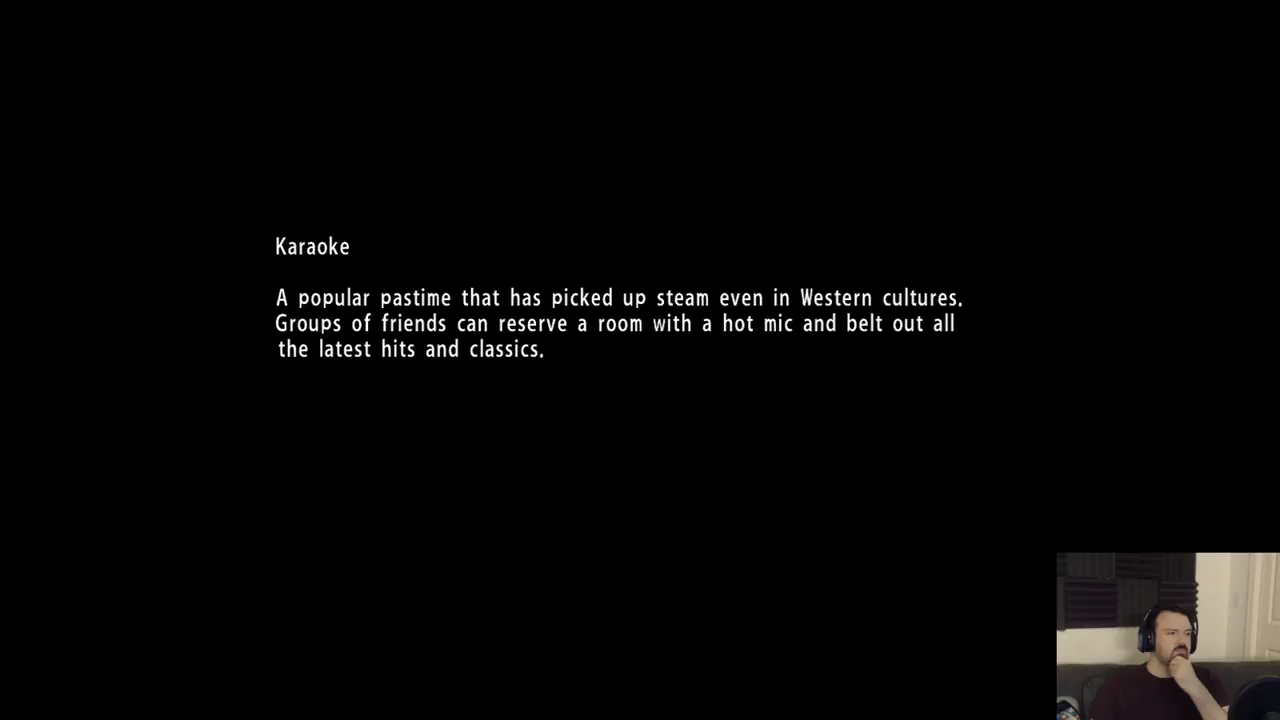 Karaoke
A popular pastime that has picked up steam even in Western cultures.
Groups of friends can reserve a room with a hot mic and belt out all
the latest hits and classics.